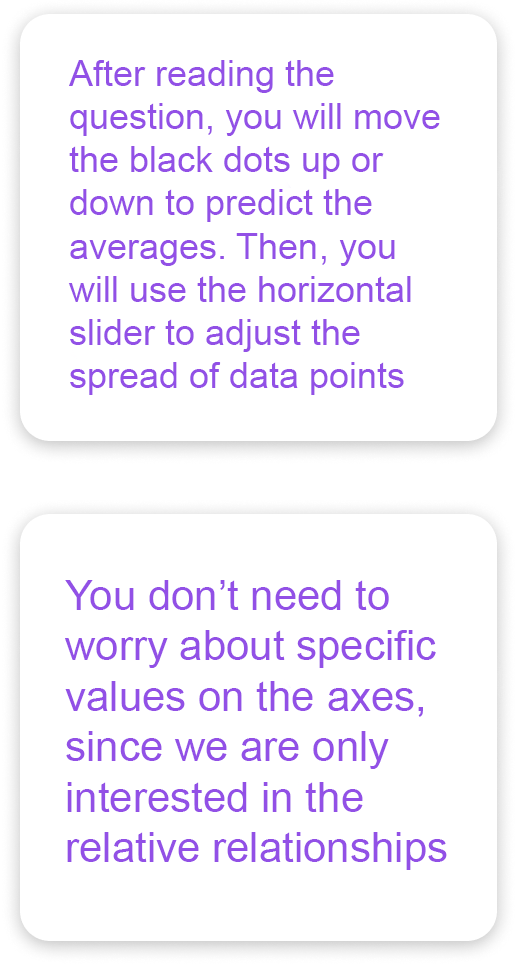 After reading the
question, you will move
the black dots up or
down to predict the
averages. Then, you
will use the horizontal
slider to adjust the
spread of data points
You don’t need to
worry about specific
values on the axes,
since we are only
interested in the
relative relationships